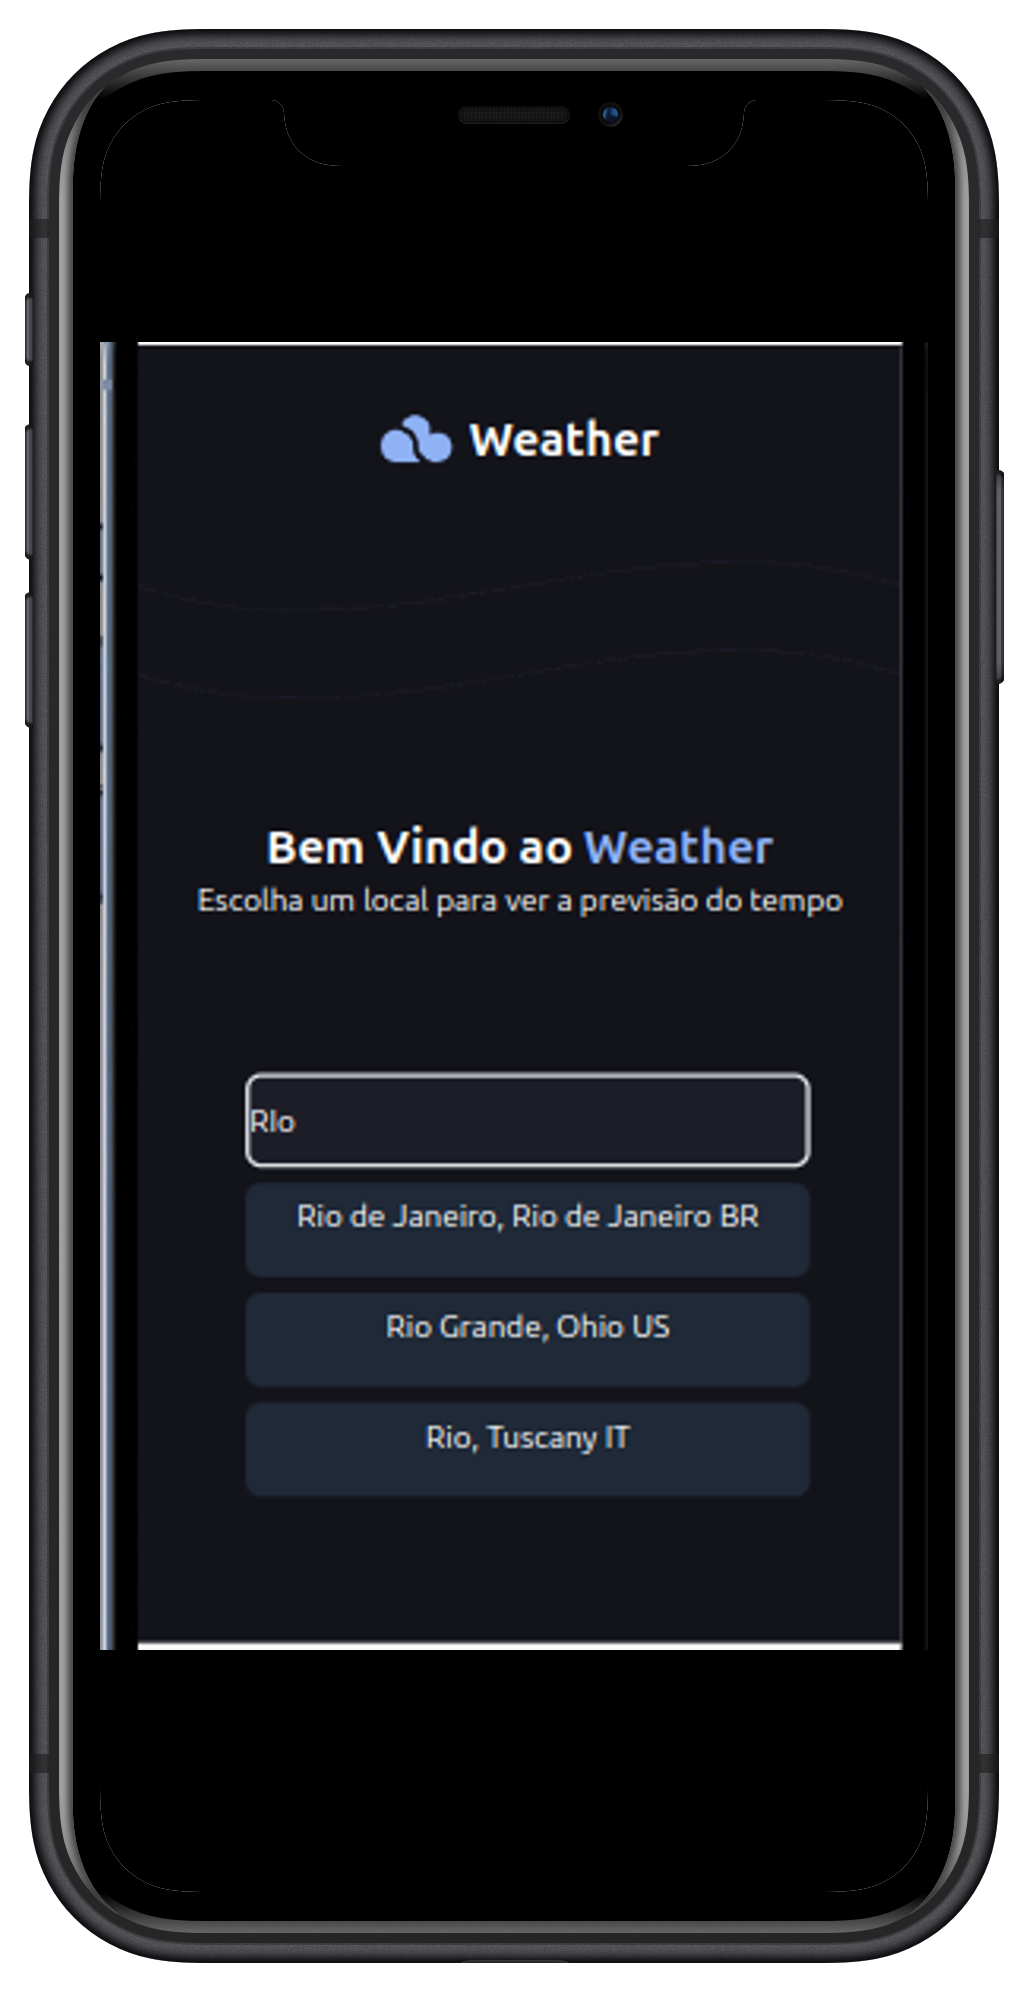 Weather
Bem Vindo ao Weather
Escolha um local para ver a previsão do tempo
RIo
Rio de Janeiro, Rio de Janeiro BR
Rio Grande, Ohio US
Rio, Tuscany IT